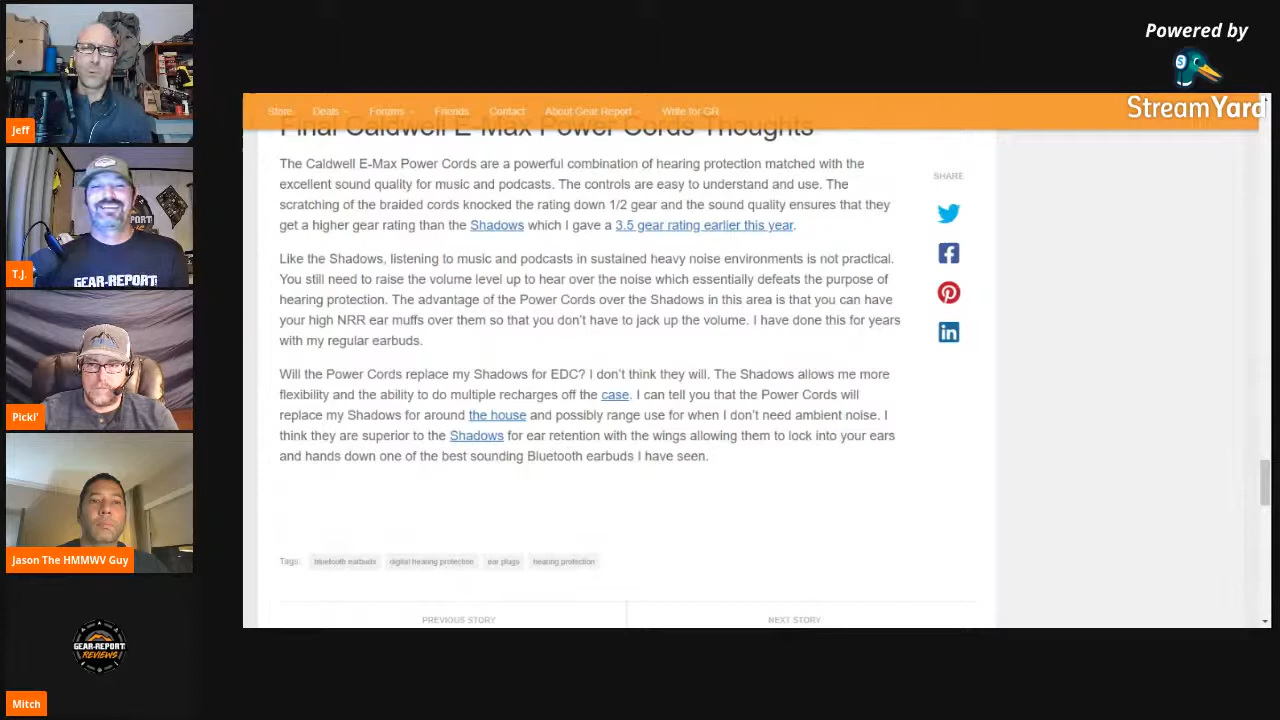 Powered by
StreamYard
Jeff
T.J.
GEAR-REPORT
Picki'
Jason The HMMWV Guy
GEAR-REPORT
REVIEWS
Mitch
Store
Deals
Forums
Friends
Contact
About Gear Report
Write for GR
Final Caldwell E-Max Power Cords Thoughts
The Caldwell E-Max Power Cords are a powerful combination of hearing protection matched with the
excellent sound quality for music and podcasts. The controls are easy to understand and use. The
scratching of the braided cords knocked the rating down 1/2 gear and the sound quality ensures that they
get a higher gear rating than the Shadows which I gave a 3.5 gear rating earlier this year.
Like the Shadows, listening to music and podcasts in sustained heavy noise environments is not practical.
You still need to raise the volume level up to hear over the noise which essentially defeats the purpose of
hearing protection. The advantage of the Power Cords over the Shadows in this area is that you can have
your high NRR ear muffs over them so that you don't have to jack up the volume. I have done this for years
with my regular earbuds.
Will the Power Cords replace my Shadows for EDC? I don't think they will. The Shadows allows me more
flexibility and the ability to do multiple recharges off the case. I can tell you that the Power Cords will
replace my Shadows for around the house and possibly range use for when I don't need ambient noise. I
think they are superior to the Shadows for ear retention with the wings allowing them to lock into your ears
and hands down one of the best sounding Bluetooth earbuds I have seen.
SHARE
Tags:
bluetooth earbuds
digital hearing protection
ear plugs
hearing protection
PREVIOUS STORY
NEXT STORY